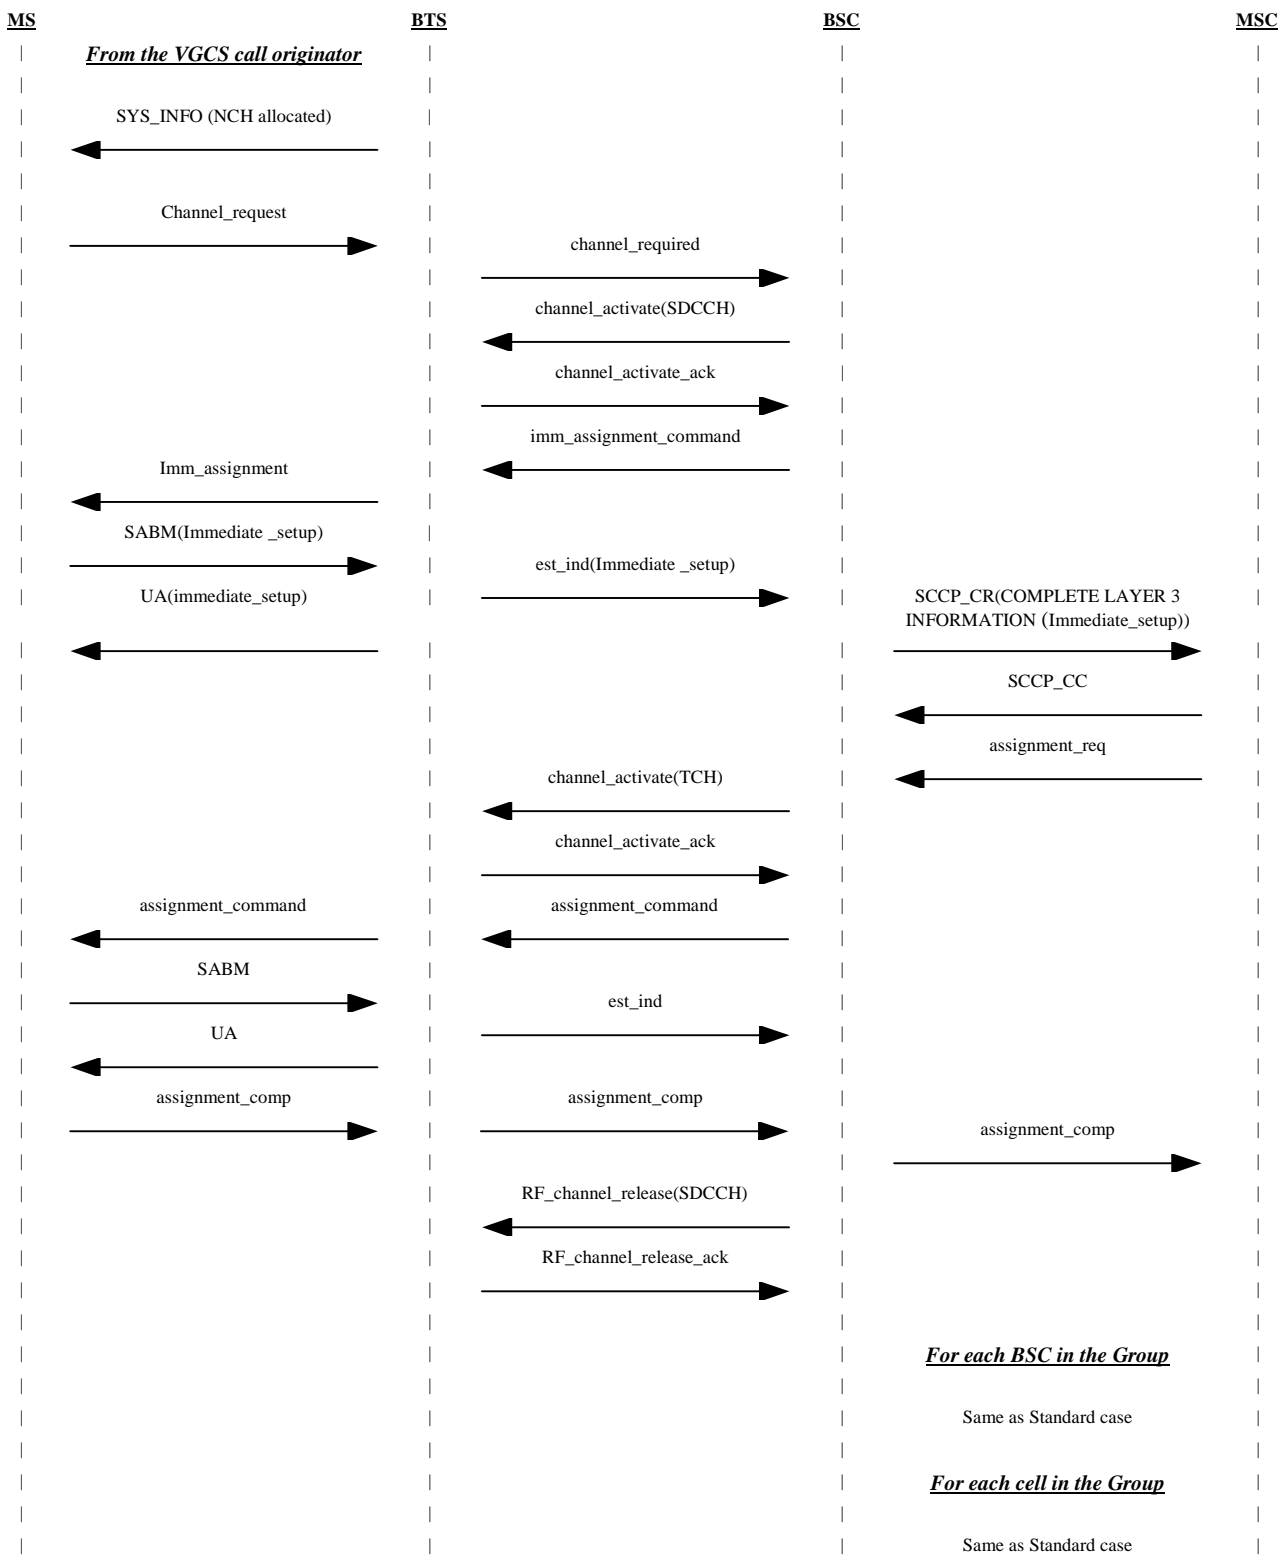 MS BTS BSC MSC
From the VGCS call originator
SYS_INFO (NCH allocated)
Channel_request
channel_required
channel_activate(SDCCH)
channel_activate_ack
imm_assignment_command
Imm_assignment
SABM(Immediate _setup)
est_ind(Immediate _setup)
UA(immediate_setup)
SCCP_CR(COMPLETE LAYER 3
INFORMATION (Immediate_setup))
SCCP_CC
assignment_req
channel_activate(TCH)
channel_activate_ack
assignment_command assignment_command
SABM
est_ind
UA
assignment_comp assignment_comp
assignment_comp
RF_channel_release(SDCCH)
RF_channel_release_ack
For each BSC in the Group
Same as Standard case
For each cell in the Group
Same as Standard case